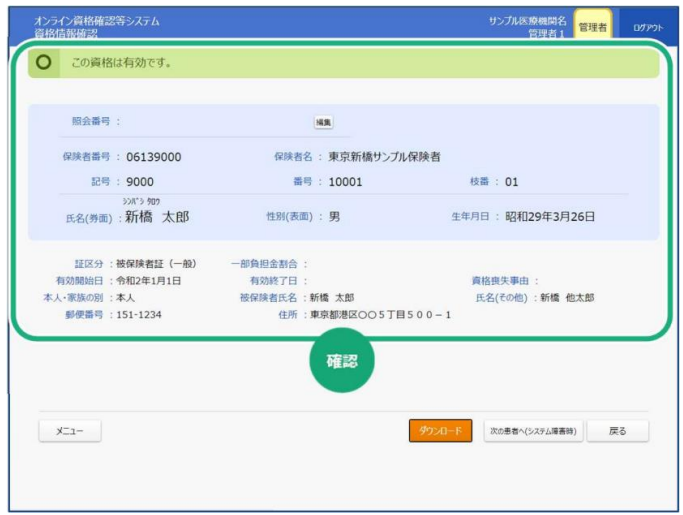 オンライン資格確認等システム
資格情報確認
サンプル医療機関名
管理者1
管理者
ログアウト
この資格は有効です。
照会番号 :
編集
保険者番号 : 06139000 保険者名 : 東京新橋サンプル保険者
記号 : 9000 番号 : 10001 枝番 : 01
ｼﾝﾊﾞｼ ﾀﾛｳ
氏名(券面) : 新橋 太郎 性別(表面) : 男 生年月日 : 昭和29年3月26日
証区分 : 被保険者証（一般） 一部負担金割合 :
有効開始日 : 令和2年1月1日 有効終了日 : 資格喪失事由 :
本人・家族の別 : 本人 被保険者氏名 : 新橋 太郎 氏名(その他) : 新橋 他太郎
郵便番号 : 151-1234 住所 : 東京都港区〇〇５丁目５００－１
確認
メニュー
ダウンロード
次の患者へ(システム障害時)
戻る